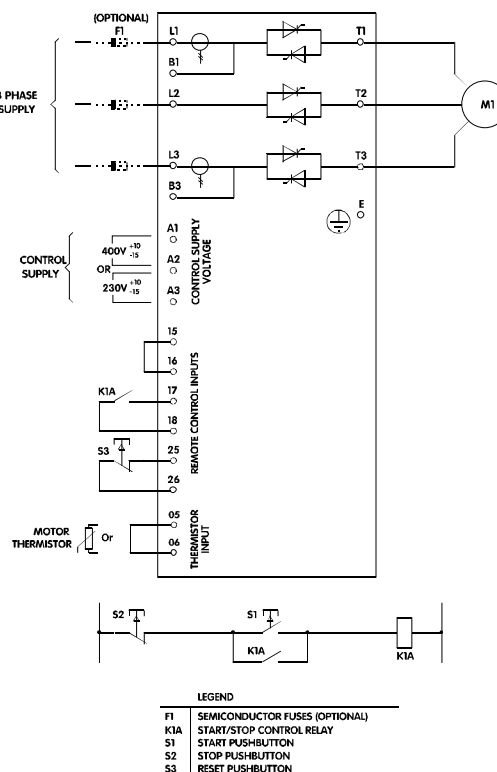 (OPTIONAL)
F1
L1
T1
B1
3 PHASE
SUPPLY
L2
T2
M1
L3
T3
B3
E
A1
400V +10 -15
CONTROL
SUPPLY
OR
A2
230V +10 -15
A3
CONTROL SUPPLY
VOLTAGE
15
16
K1A
17
18
S3
25
26
REMOTE CONTROL INPUTS
05
MOTOR
THERMISTOR
Or
06
THERMISTOR
INPUT
S2
S1
K1A
K1A
LEGEND
F1 SEMICONDUCTOR FUSES (OPTIONAL)
K1A START/STOP CONTROL RELAY
S1 START PUSHBUTTON
S2 STOP PUSHBUTTON
S3 RESET PUSHBUTTON